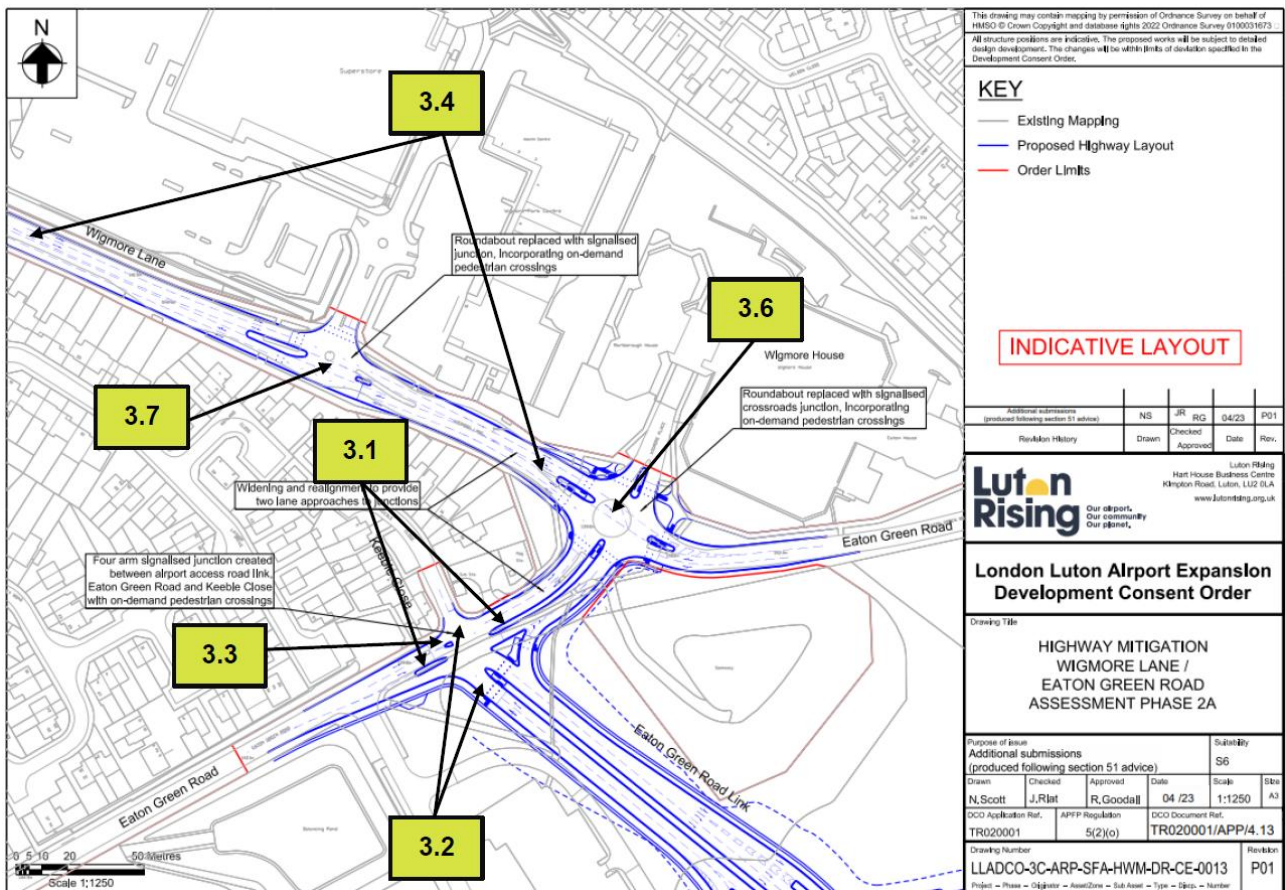 N
Superstore
3.4
Wigmore Lane
Roundabout replaced with signalised
junction, incorporating on-demand
pedestrian crossings
3.6
Wigmore House
3.7
Roundabout replaced with signalised
crossroads junction, incorporating
on-demand pedestrian crossings
3.1
Widening and realignment to provide
two lane approaches to junctions
Eaton Green Road
Keeble Close
Four arm signalised junction created
between airport access road link,
Eaton Green Road and Keeble Close
with on-demand pedestrian crossings
3.3
Eaton Green Road Link
Eaton Green Road
Balancing Pond
3.2
0 5 10 20 50 Metres
Scale 1:1250
This drawing may contain mapping by permission of Ordnance Survey on behalf of
HMSO © Crown Copyright and database rights 2022 Ordnance Survey 0100031673
All structure positions are indicative. The proposed works will be subject to detailed
design development. The changes will be within limits of deviation specified in the
Development Consent Order.
KEY
Existing Mapping
Proposed Highway Layout
Order Limits
INDICATIVE LAYOUT
Additional submissions
(produced following section 51 advice)
NS
JR
RG
04/23
P01
Revision History
Drawn
Checked
Approved
Date
Rev.
Luton
Rising
Our airport.
Our community
Our planet.
Luton Rising
Hart House Business Centre
Kimpton Road, Luton, LU2 0LA
www.lutonrising.org.uk
London Luton Airport Expansion
Development Consent Order
Drawing Title
HIGHWAY MITIGATION
WIGMORE LANE /
EATON GREEN ROAD
ASSESSMENT PHASE 2A
Purpose of issue
Suitability
Additional submissions
(produced following section 51 advice)
S6
Drawn
Checked
Approved
Date
Scale
Size
N.Scott
J.Riat
R.Goodall
04 /23
1:1250
A3
DCO Application Ref.
APFP Regulation
DCO Document Ref.
TR020001
5(2)(o)
TR020001/APP/4.13
Drawing Number
Revision
LLADCO-3C-ARP-SFA-HWM-DR-CE-0013
P01
Project – Phase – Originator – Asset/Zone – Sub Asset – Type – Discp. – Number